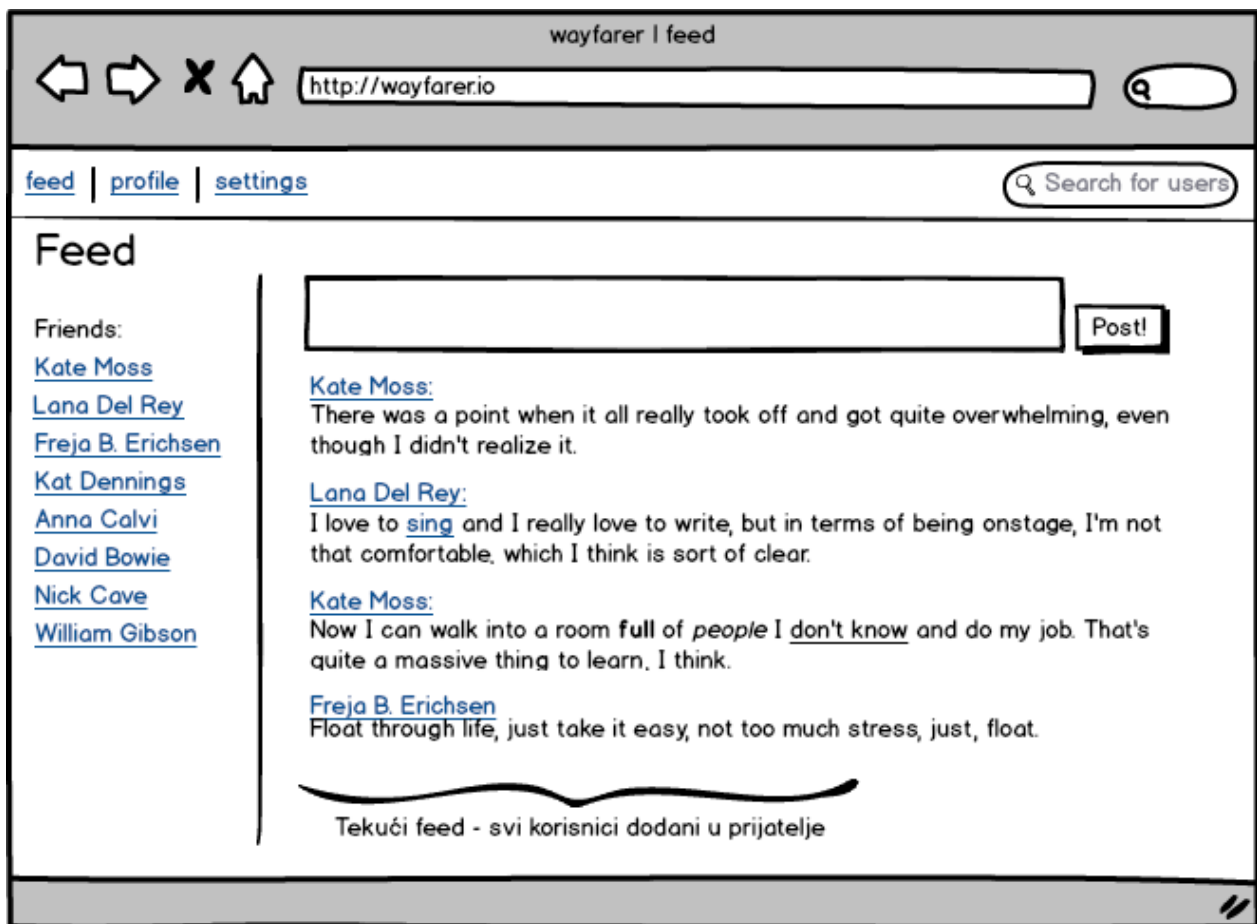 wayfarer | feed
http://wayfarer.io
feed | profile | settings
Search for users
Feed
Friends:
Kate Moss
Lana Del Rey
Freja B. Erichsen
Kat Dennings
Anna Calvi
David Bowie
Nick Cave
William Gibson
Post!
Kate Moss:
There was a point when it all really took off and got quite overwhelming, even
though I didn't realize it.
Lana Del Rey:
I love to sing and I really love to write, but in terms of being onstage, I'm not
that comfortable, which I think is sort of clear.
Kate Moss:
Now I can walk into a room full of people I don't know and do my job. That's
quite a massive thing to learn, I think.
Freja B. Erichsen
Float through life, just take it easy, not too much stress, just, float.
Tekući feed - svi korisnici dodani u prijatelje